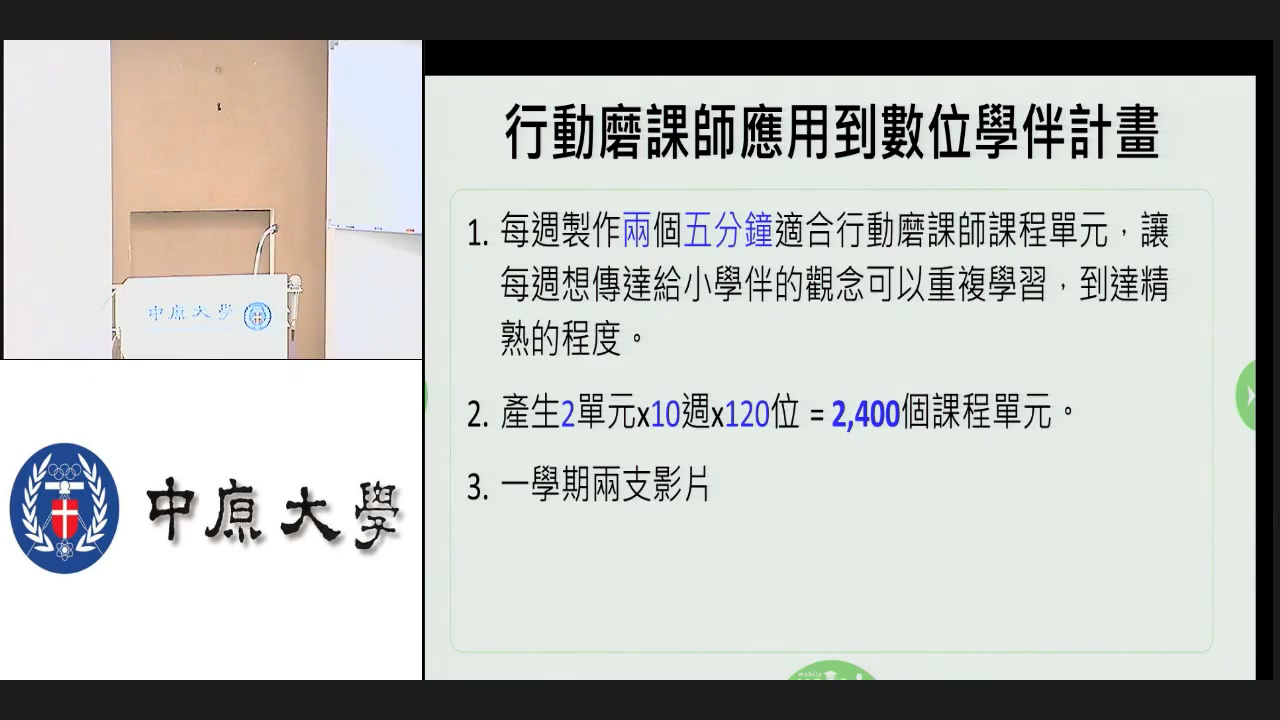 行動磨課師應用到數位學伴計畫
1. 每週製作兩個五分鐘適合行動磨課師課程單元，讓
每週想傳達給小學伴的觀念可以重複學習，到達精
熟的程度。
2. 產生2單元x10週x120位 = 2,400個課程單元。
3. 一學期兩支影片
中原大學
中原大學
mobile